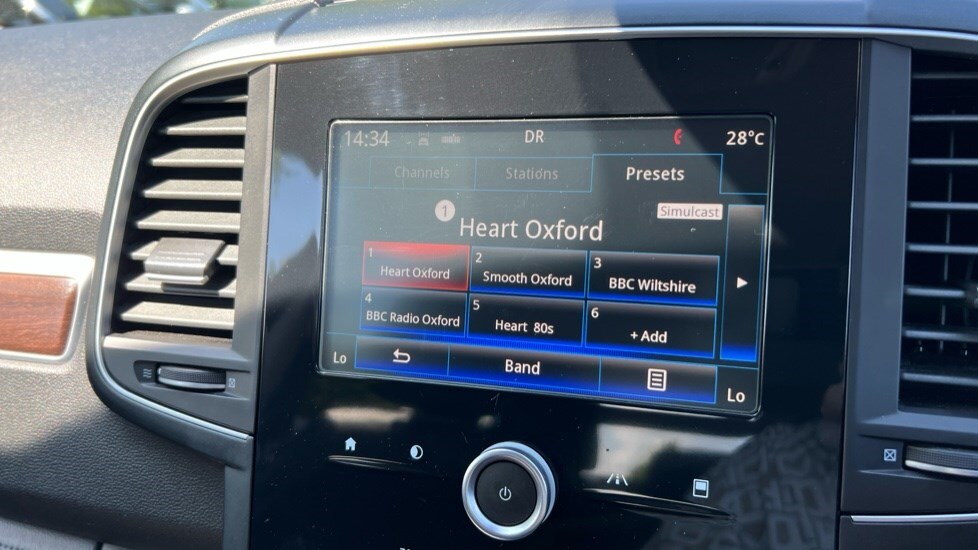 14:34 DR 28°C
Channels Stations Presets
Simulcast
1
Heart Oxford
1 Heart Oxford 2 Smooth Oxford 3 BBC Wiltshire
4 BBC Radio Oxford 5 Heart 80s 6 + Add
Lo Band Lo